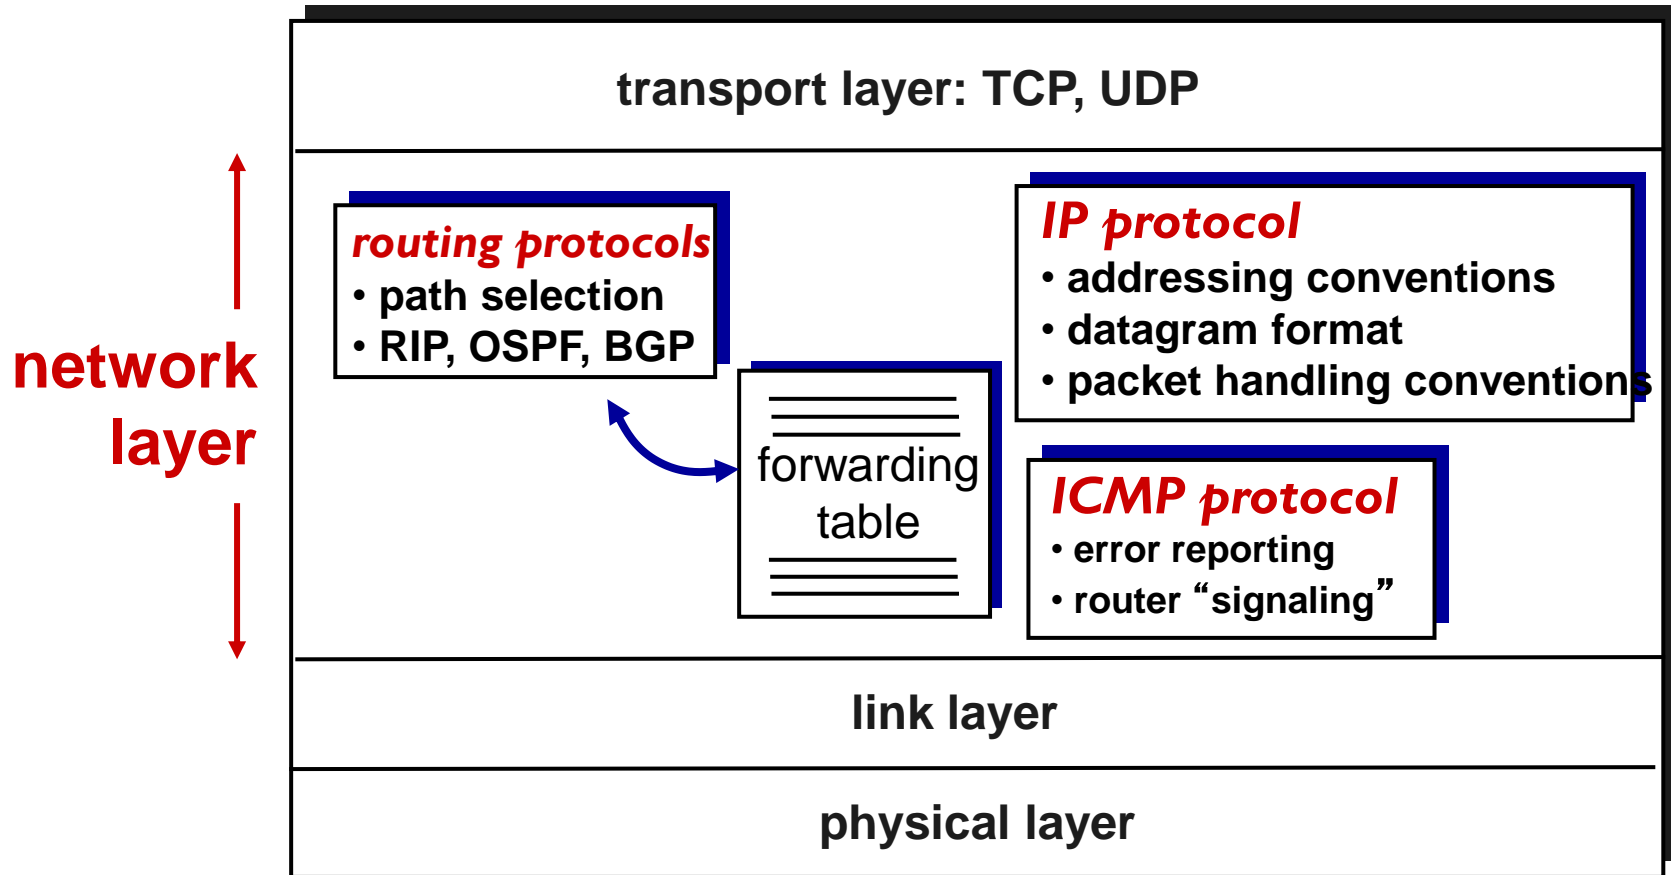 transport layer: TCP, UDP
network
layer
routing protocols
• path selection
• RIP, OSPF, BGP
forwarding
table
IP protocol
• addressing conventions
• datagram format
• packet handling conventions
ICMP protocol
• error reporting
• router “signaling”
link layer
physical layer